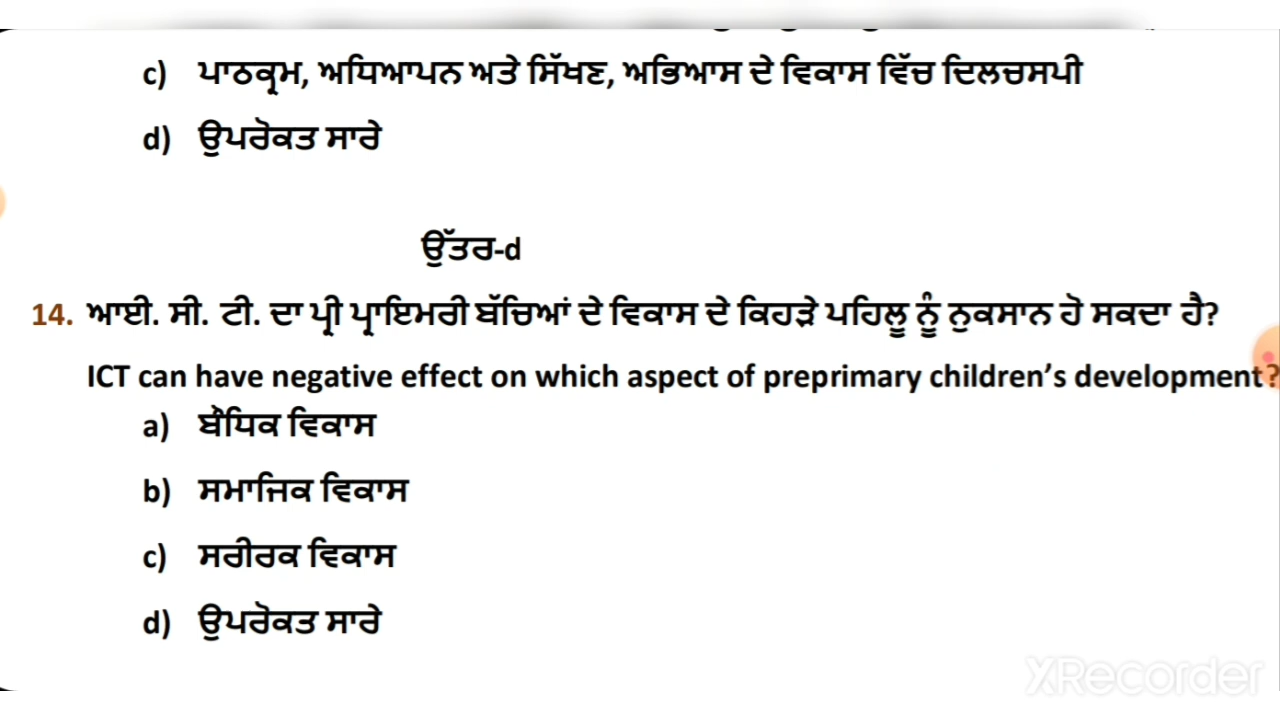 c) ਪਾਠਕ੍ਰਮ, ਅਧਿਆਪਨ ਅਤੇ ਸਿੱਖਣ, ਅਭਿਆਸ ਦੇ ਵਿਕਾਸ ਵਿੱਚ ਦਿਲਚਸਪੀ
d) ਉਪਰੋਕਤ ਸਾਰੇ
ਉੱਤਰ-d
14. ਆਈ. ਸੀ. ਟੀ. ਦਾ ਪ੍ਰੀ ਪ੍ਰਾਇਮਰੀ ਬੱਚਿਆਂ ਦੇ ਵਿਕਾਸ ਦੇ ਕਿਹੜੇ ਪਹਿਲੂ ਨੂੰ ਨੁਕਸਾਨ ਹੋ ਸਕਦਾ ਹੈ?
ICT can have negative effect on which aspect of preprimary children's development?
a) ਬੌਧਿਕ ਵਿਕਾਸ
b) ਸਮਾਜਿਕ ਵਿਕਾਸ
c) ਸਰੀਰਕ ਵਿਕਾਸ
d) ਉਪਰੋਕਤ ਸਾਰੇ
XRecorder